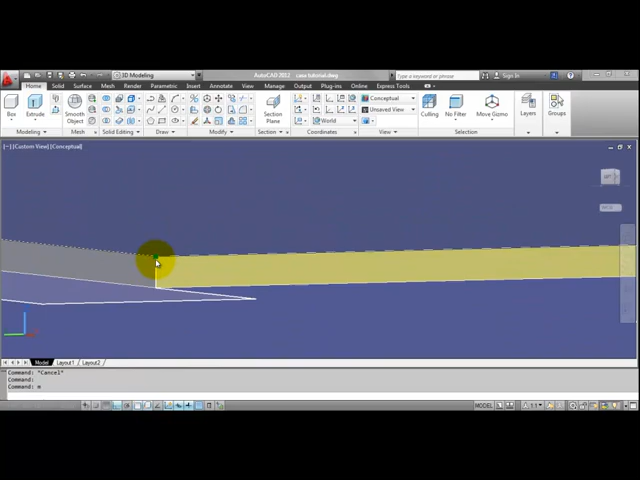 3D Modeling
AutoCAD 2012 casa tutorial.dwg
Type a keyword or phrase
Sign In
Home Solid Surface Mesh Render Parametric Insert Annotate View Manage Output Plug-ins Online Express Tools
Box Extrude Smooth Object Section Plane Conceptual Unsaved View World Culling No Filter Move Gizmo Layers Groups
Modeling Mesh Solid Editing Draw Modify Section Coordinates View Selection
[−] [Custom View] [Conceptual]
Model Layout1 Layout2
Command: *Cancel*
Command:
Command: m
MODEL 1:1